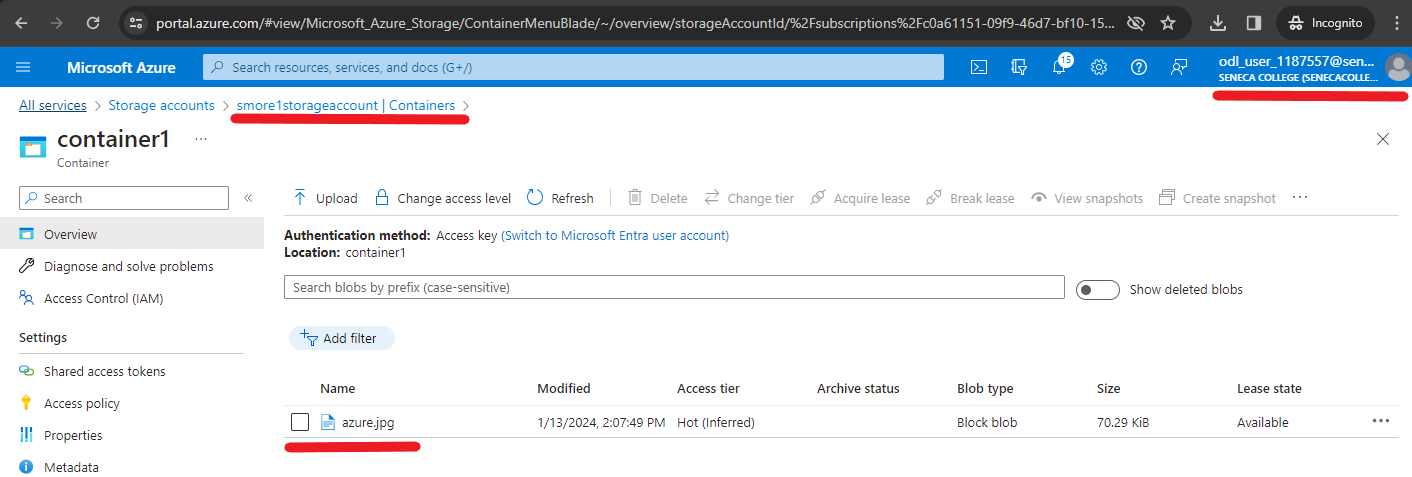 portal.azure.com/#view/Microsoft_Azure_Storage/ContainerMenuBlade/~/overview/storageAccountId/%2Fsubscriptions%2Fc0a61151-09f9-46d7-bf10-15... Incognito
Microsoft Azure Search resources, services, and docs (G+/) 15 odl_user_1187557@sen...
SENECA COLLEGE (SENECACOLLE...
All services > Storage accounts > smore1storageaccount | Containers >
container1 ...
Container
Search «
Upload Change access level Refresh Delete Change tier Acquire lease Break lease View snapshots Create snapshot ...
Overview
Diagnose and solve problems
Access Control (IAM)
Settings
Shared access tokens
Access policy
Properties
Metadata
Authentication method: Access key (Switch to Microsoft Entra user account)
Location: container1
Search blobs by prefix (case-sensitive) Show deleted blobs
Add filter
Name Modified Access tier Archive status Blob type Size Lease state
azure.jpg 1/13/2024, 2:07:49 PM Hot (Inferred) Block blob 70.29 KiB Available ...